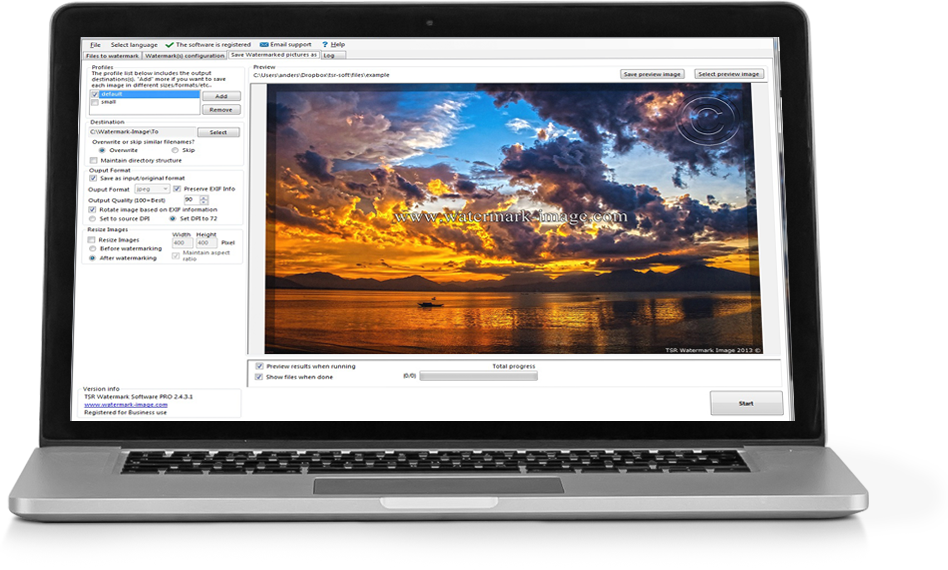 File Select language The software is registered Email support ? Help
Files to watermark Watermark(s) configuration Save Watermarked pictures as Log
Profiles
The profile list below includes the output
destination(s). "Add" more if you want to save
each image in different sizes/formats/etc..
default
small
Add
Remove
Destination
C:\Watermark-Image\To
Select
Overwrite or skip similar filenames?
Overwrite Skip
Maintain directory structure
Ouput Format
Save as input/original format
Ouput Format jpeg Preserve EXIF Info
Output Quality (100=Best) 90
Rotate image based on EXIF information
Set to source DPI Set DPI to 72
Resize Images
Resize Images
Width Height
400 400 Pixel
Before watermarking
After watermarking
Maintain aspect
ratio
Version info
TSR Watermark Software PRO 2.4.3.1
www.watermark-image.com
Registered for Business use
Preview
C:\Users\anders\Dropbox\tsr-soft\files\example
Save preview image
Select preview image
©
www.watermark-image.com
TSR Watermark Image 2013 ©
Preview results when running
Show files when done
Total progress
(0/0)
Start